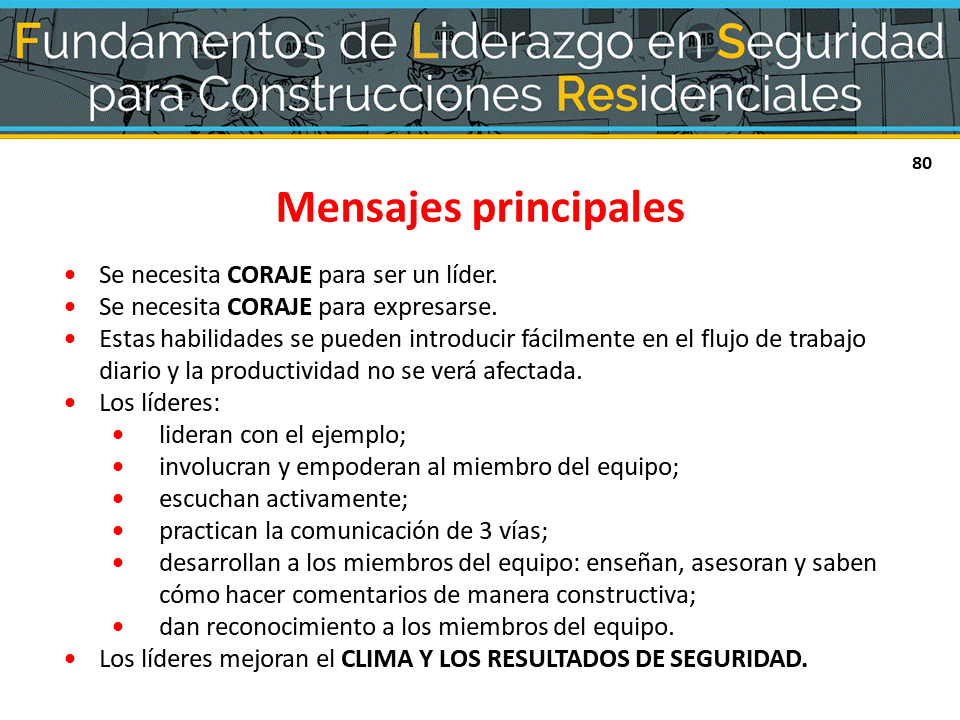 Fundamentos de Liderazgo en Seguridad
para Construcciones Residenciales
80
Mensajes principales
• Se necesita CORAJE para ser un líder.
• Se necesita CORAJE para expresarse.
• Estas habilidades se pueden introducir fácilmente en el flujo de trabajo
diario y la productividad no se verá afectada.
• Los líderes:
• lideran con el ejemplo;
• involucran y empoderan al miembro del equipo;
• escuchan activamente;
• practican la comunicación de 3 vías;
• desarrollan a los miembros del equipo: enseñan, asesoran y saben
cómo hacer comentarios de manera constructiva;
• dan reconocimiento a los miembros del equipo.
• Los líderes mejoran el CLIMA Y LOS RESULTADOS DE SEGURIDAD.